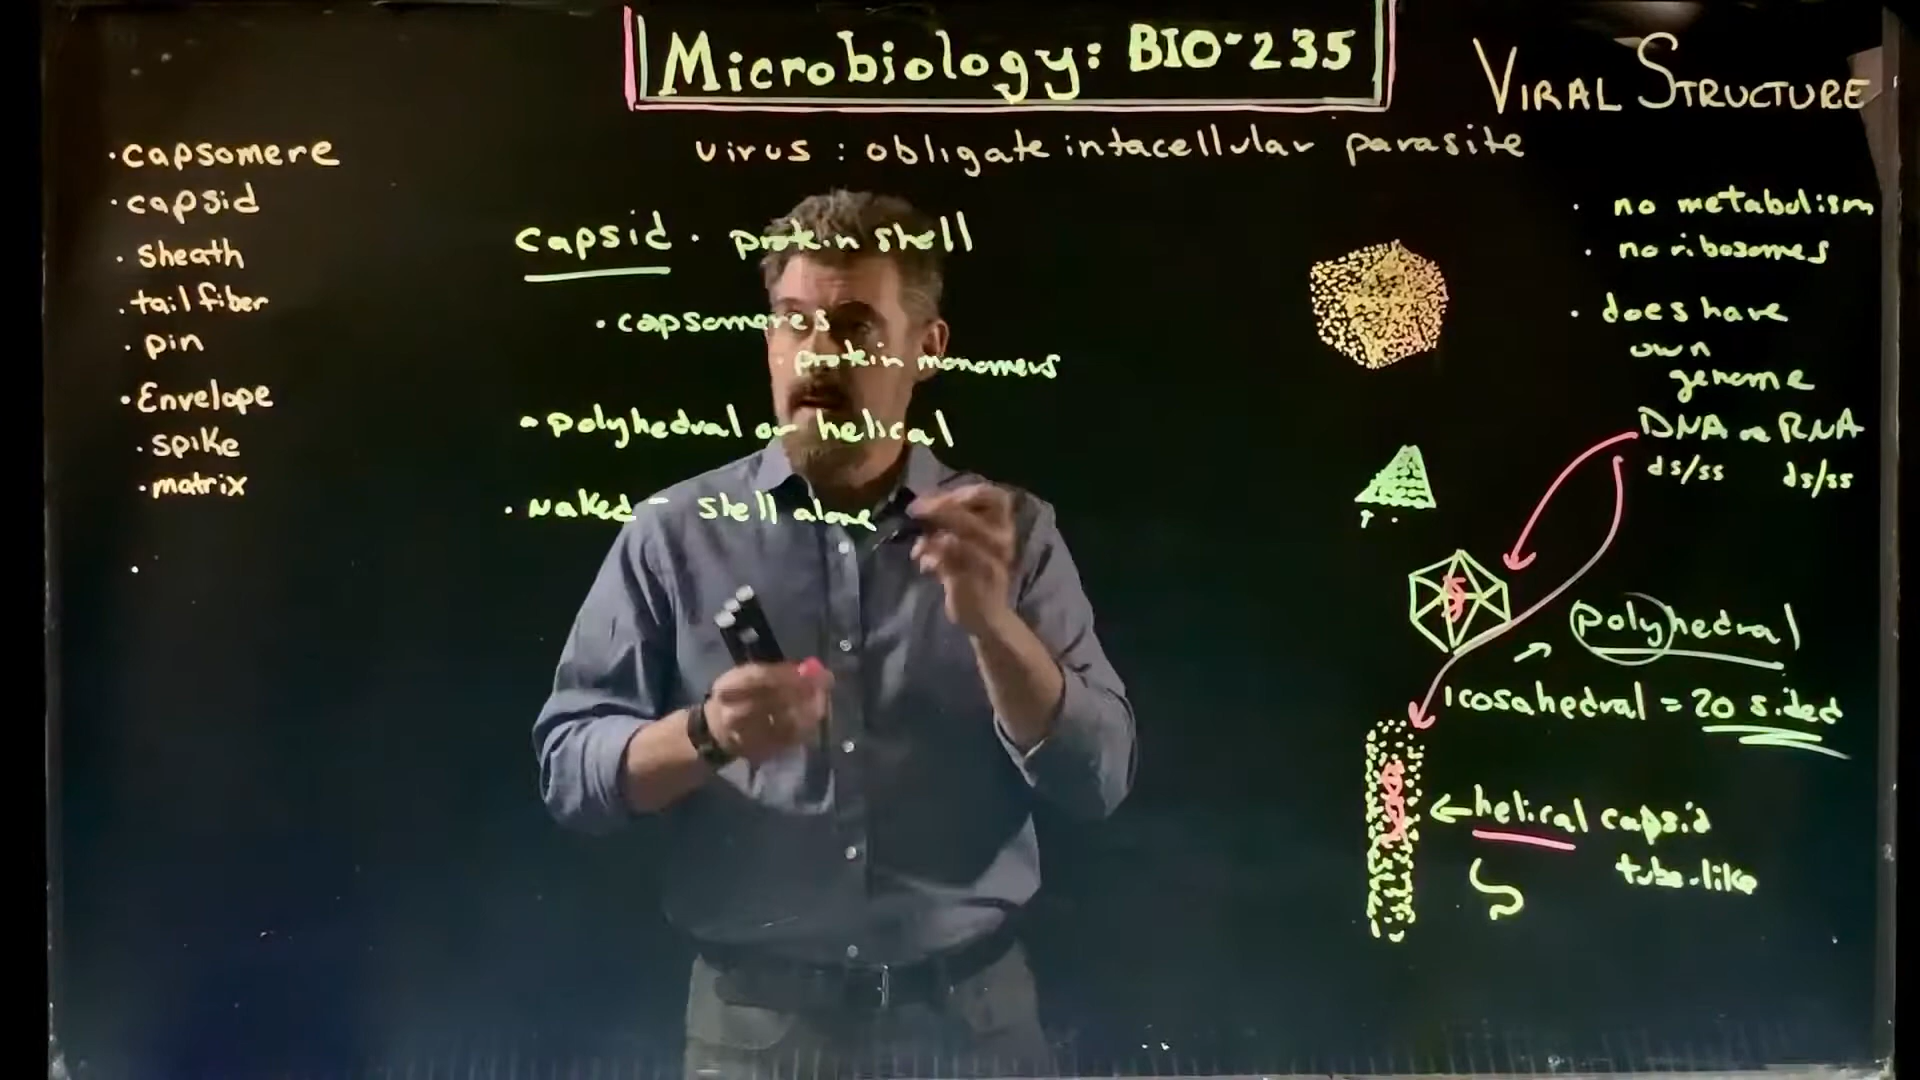 Microbiology: BIO-235
VIRAL STRUCTURE
virus : obligate intacellular parasite
• capsomere
• capsid
• sheath
• tail fiber
• pin
• Envelope
• spike
• matrix
•
capsid • protein shell
• capsomeres
• protein monomers
• polyhedral or helical
• Naked - shell alone
• no metabolism
• no ribosomes
• does have
own
genome
DNA or RNA
ds/ss ds/ss
polyhedral
icosahedral = 20 sided
helical capsid
tube-like